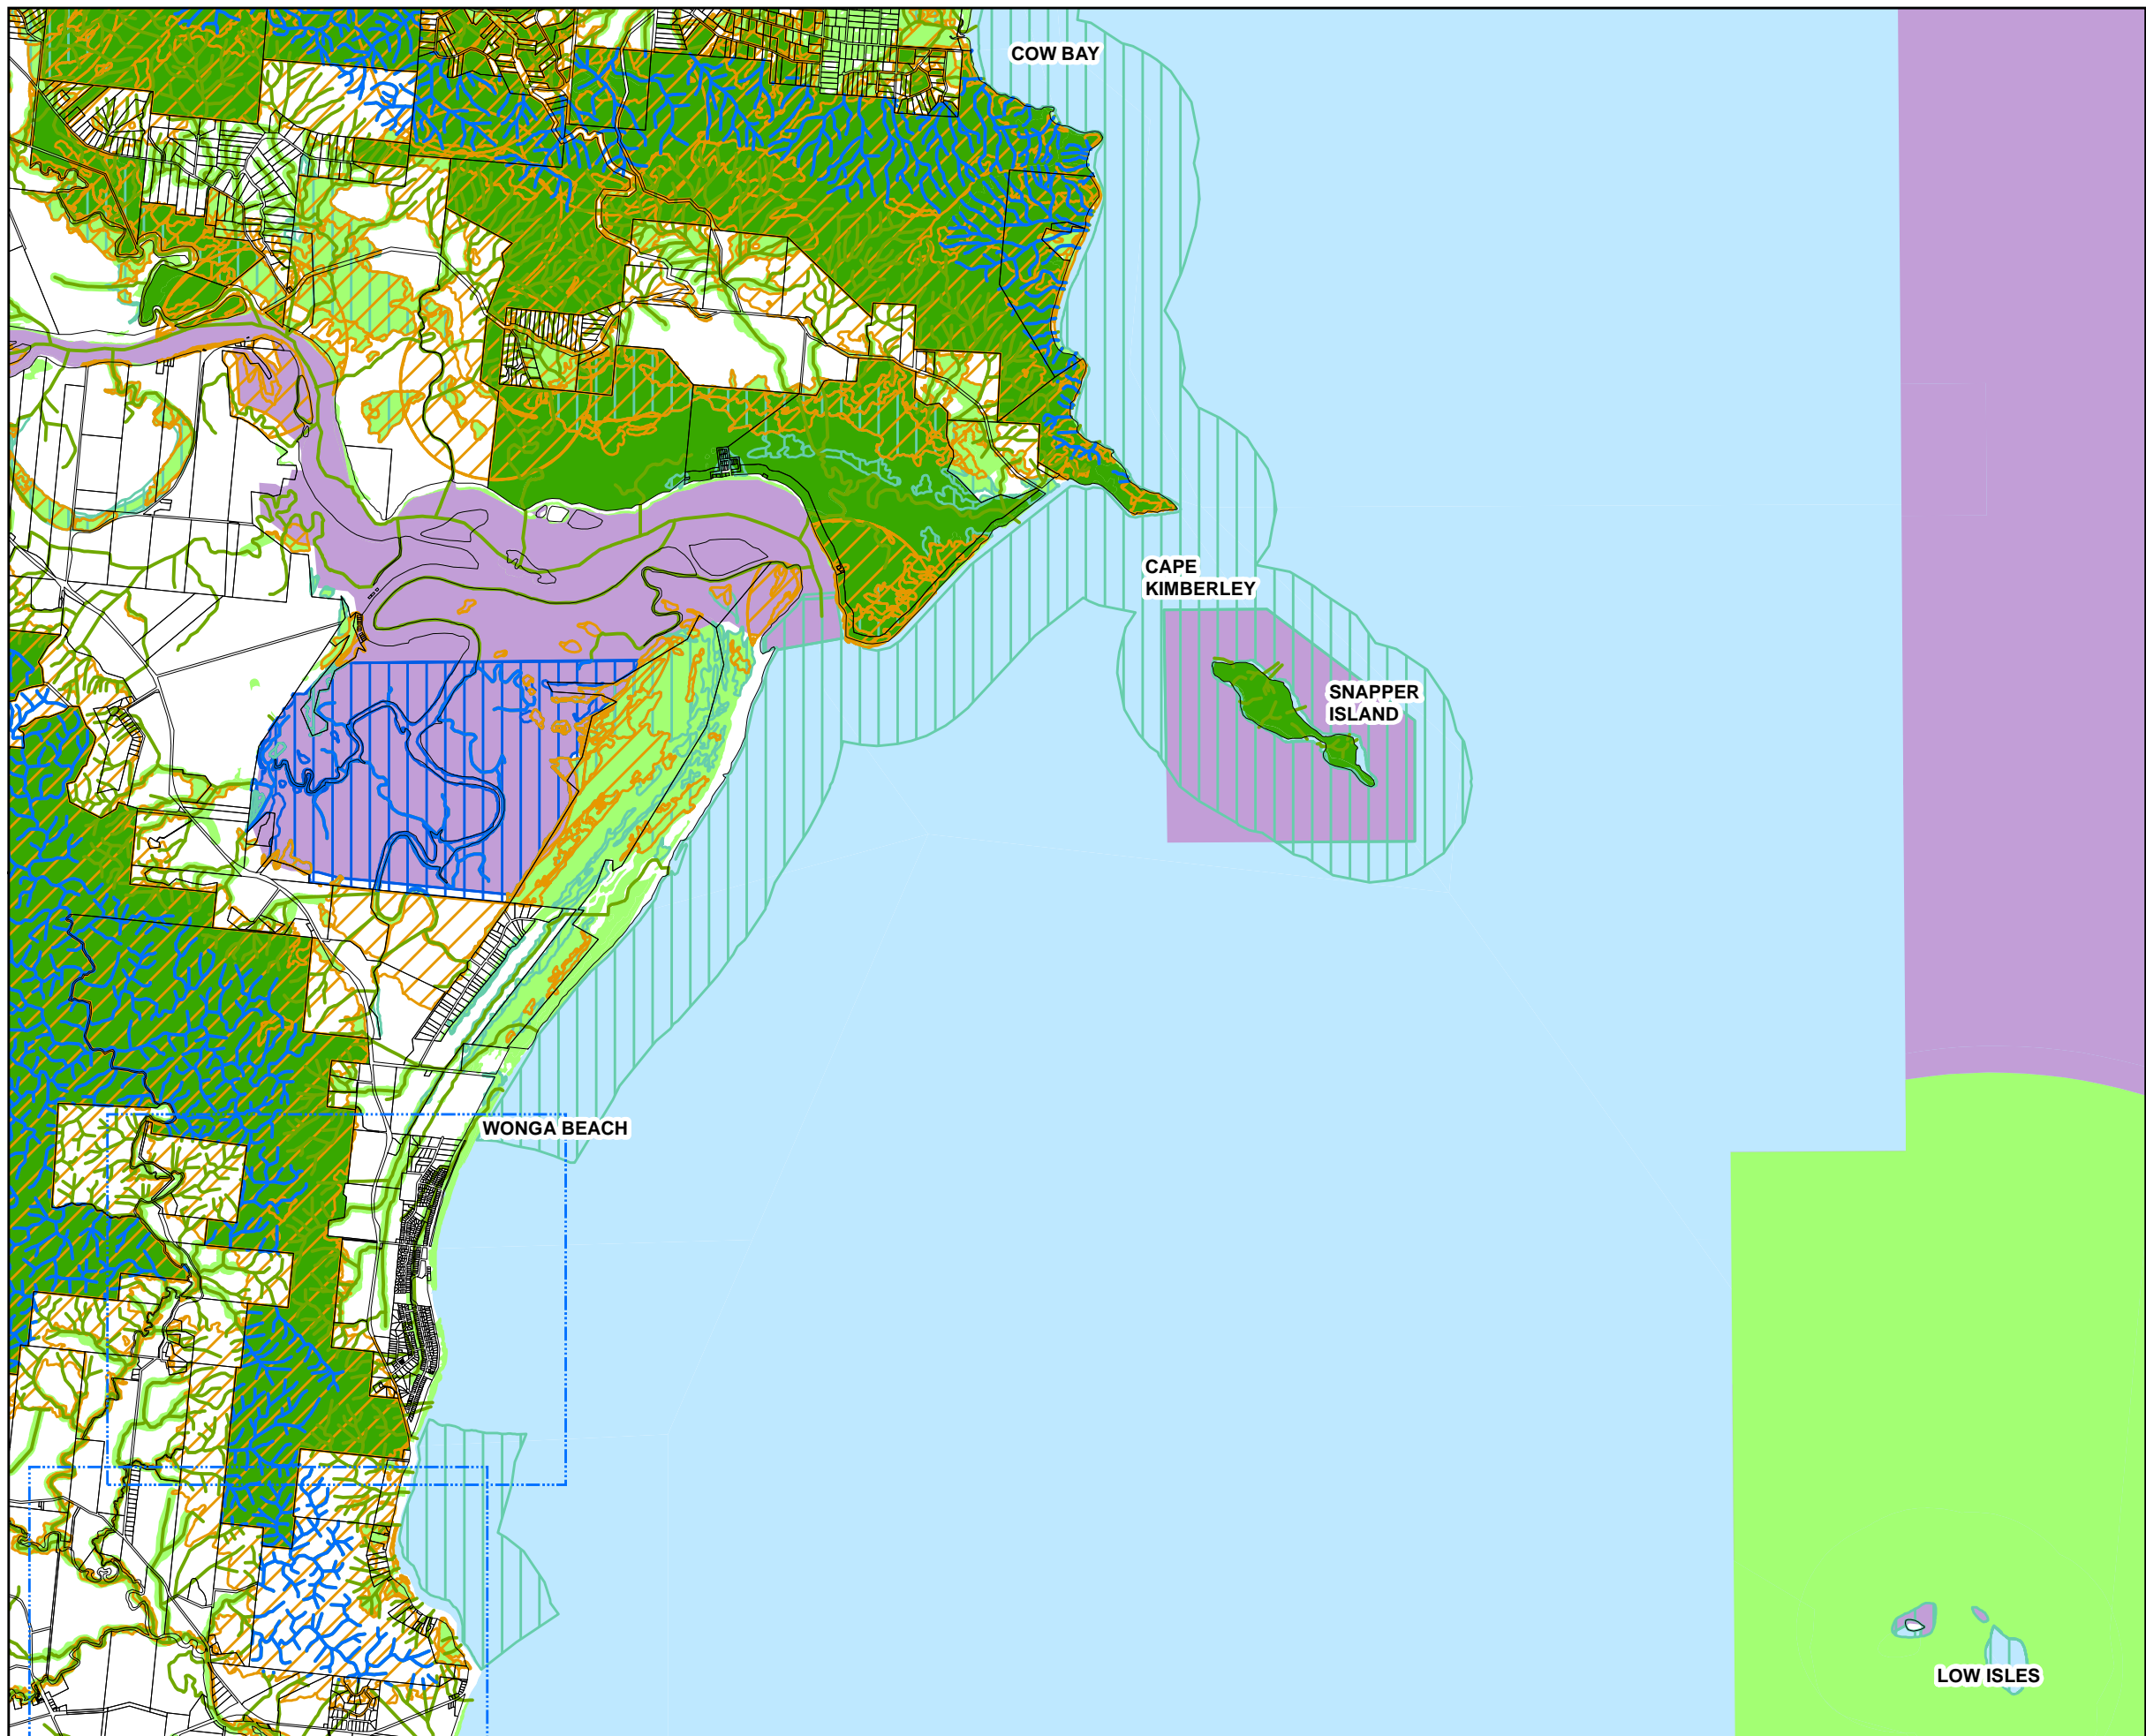 COW BAY
CAPE
KIMBERLEY
SNAPPER
ISLAND
WONGA BEACH
LOW ISLES